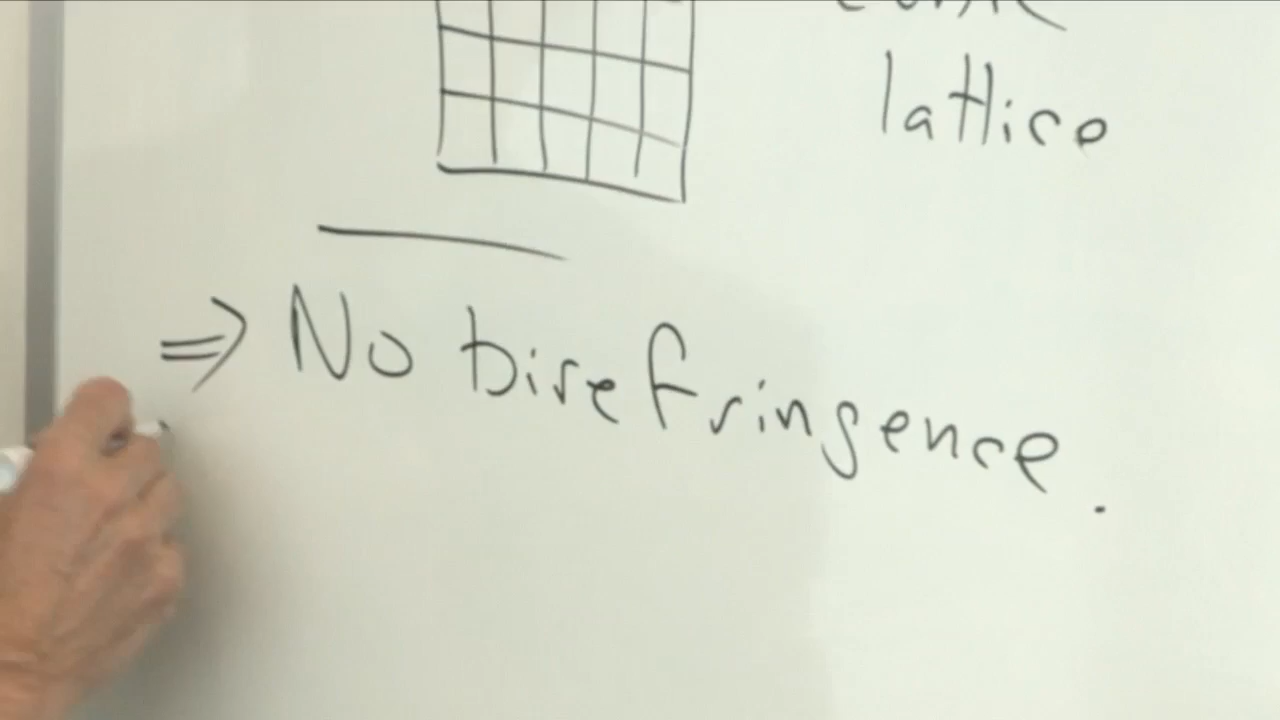 lattice
⇒ No birefringence.